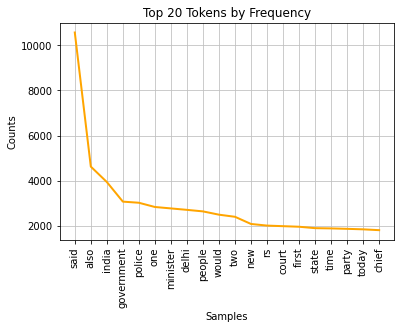 Top 20 Tokens by Frequency
10000
8000
6000
4000
2000
Counts
said
also
india
government
police
one
minister
delhi
people
would
two
new
rs
court
first
state
time
party
today
chief
Samples